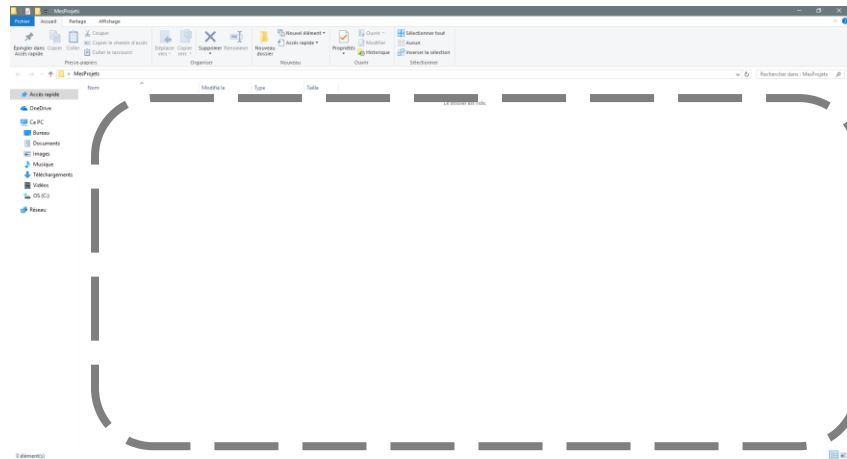 MesProjets
Fichier Accueil Partage Affichage
Épingler dans Accès rapide
Copier
Coller
Couper
Copier le chemin d'accès
Coller le raccourci
Presse-papiers
Déplacer vers
Copier vers
Supprimer
Renommer
Organiser
Nouveau dossier
Nouvel élément
Accès rapide
Nouveau
Propriétés
Ouvrir
Modifier
Historique
Ouvrir
Sélectionner tout
Aucun
Inverser la sélection
Sélectionner
MesProjets
Rechercher dans : MesProjets
Nom Modifié le Type Taille
Le dossier est vide.
Accès rapide
OneDrive
Ce PC
Bureau
Documents
Images
Musique
Téléchargements
Vidéos
OS (C:)
Réseau
0 élément(s)